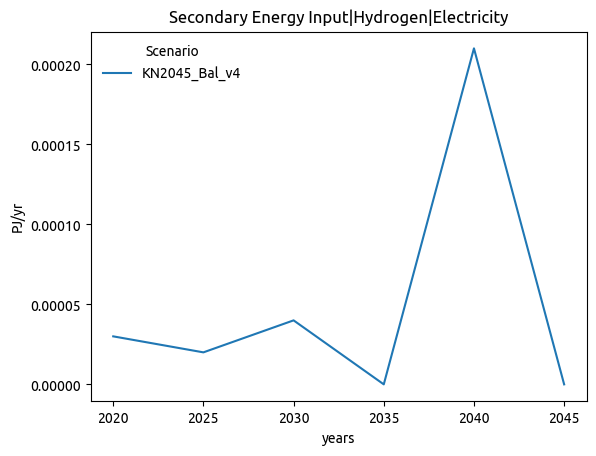 Secondary Energy Input|Hydrogen|Electricity
Scenario
KN2045_Bal_v4
0.00020
0.00015
0.00010
0.00005
0.00000
PJ/yr
2020 2025 2030 2035 2040 2045
years